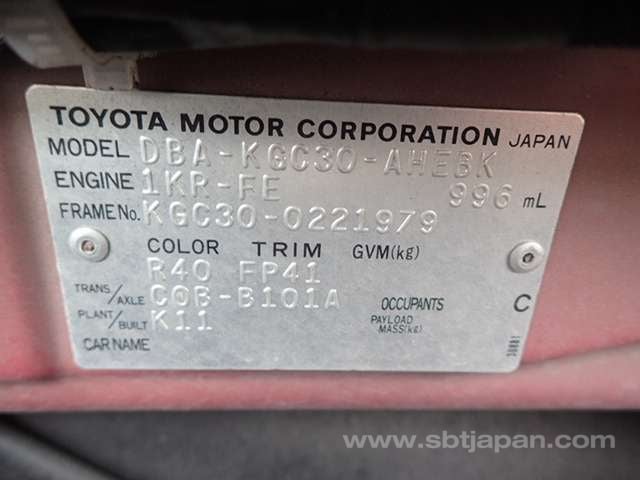 TOYOTA MOTOR CORPORATION JAPAN
MODEL DBA-KGC30-AHEBK
ENGINE 1KR-FE 996 mL
FRAME No. KGC30-0221979
COLOR TRIM GVM(kg)
R40 FP41
TRANS/AXLE C0B-B101A OCCUPANTS C
PLANT/BUILT K11 PAYLOAD MASS(kg)
CAR NAME
www.sbtjapan.com